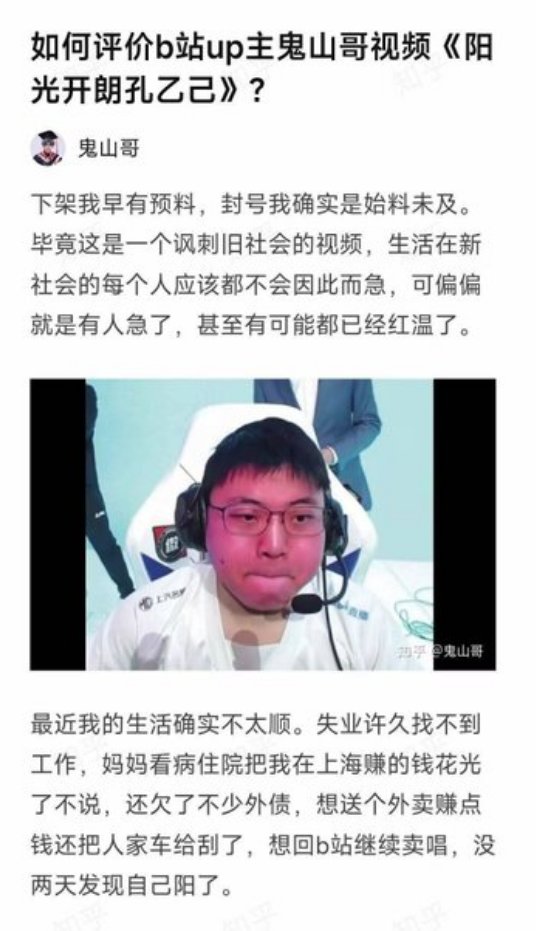 如何评价b站up主鬼山哥视频《阳
光开朗孔乙己》?
鬼山哥
下架我早有预料，封号我确实是始料未及。
毕竟这是一个讽刺旧社会的视频，生活在新
社会的每个人应该都不会因此而急，可偏偏
就是有人急了，甚至有可能都已经红温了。
知乎 @鬼山哥
最近我的生活确实不太顺。失业许久找不到
工作，妈妈看病住院把我在上海赚的钱花光
了不说，还欠了不少外债，想送个外卖赚点
钱还把人家车给刮了，想回b站继续卖唱，没
两天发现自己阳了。